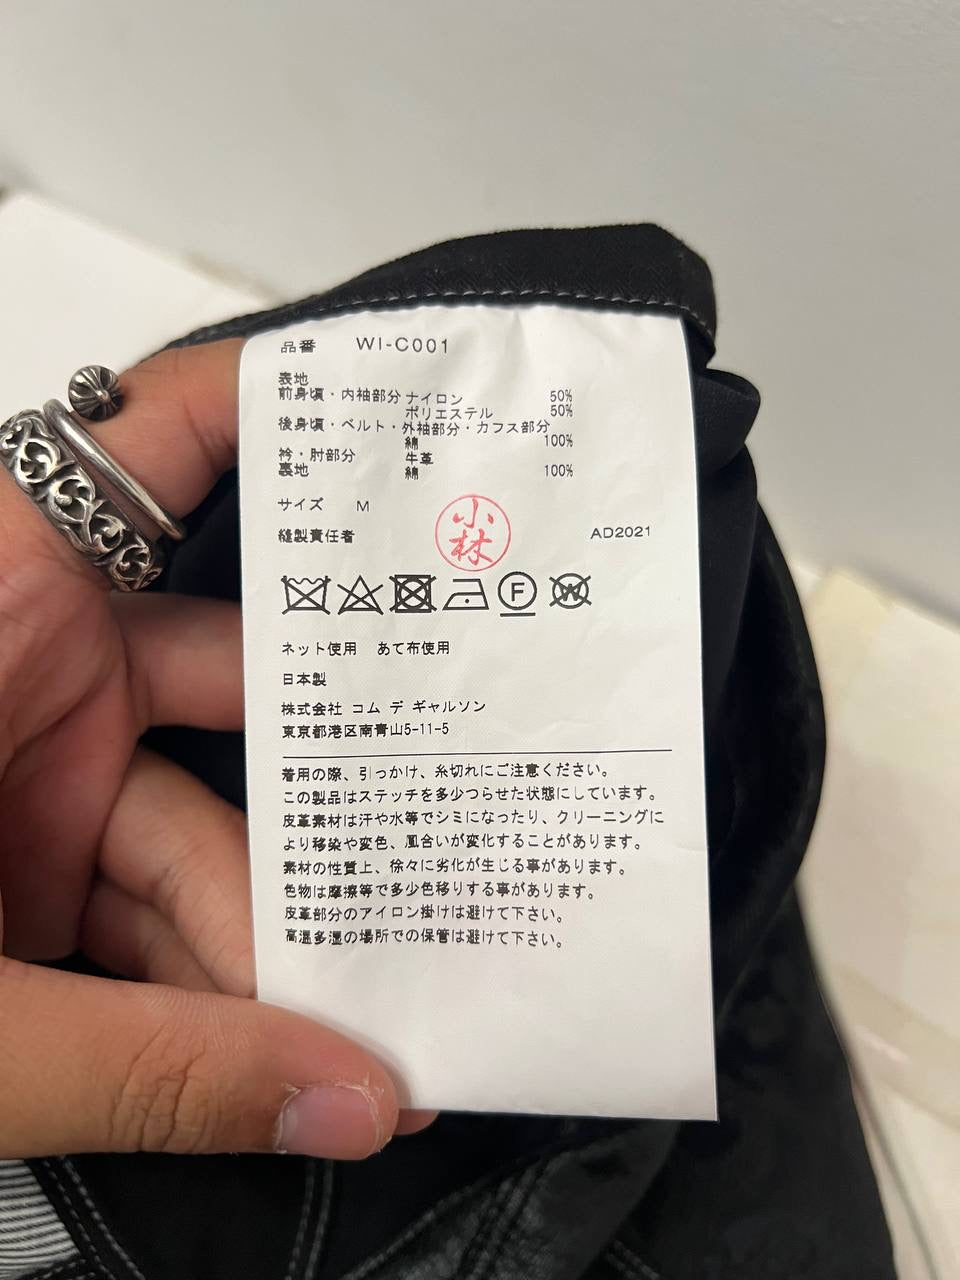 品番 WI-C001
表地
前身頃・内袖部分 ナイロン 50%
ポリエステル 50%
後身頃・ベルト・外袖部分・カフス部分
綿 100%
衿・肘部分 牛革
裏地 綿 100%
サイズ M
縫製責任者 小林 AD2021
F W
ネット使用 あて布使用
日本製
株式会社 コム デ ギャルソン
東京都港区南青山5-11-5
着用の際、引っかけ、糸切れにご注意ください。
この製品はステッチを多少つらせた状態にしています。
皮革素材は汗や水等でシミになったり、クリーニングに
より移染や変色、風合いが変化することがあります。
素材の性質上、徐々に劣化が生じる事があります。
色物は摩擦等で多少色移りする事があります。
皮革部分のアイロン掛けは避けて下さい。
高温多湿の場所での保管は避けて下さい。